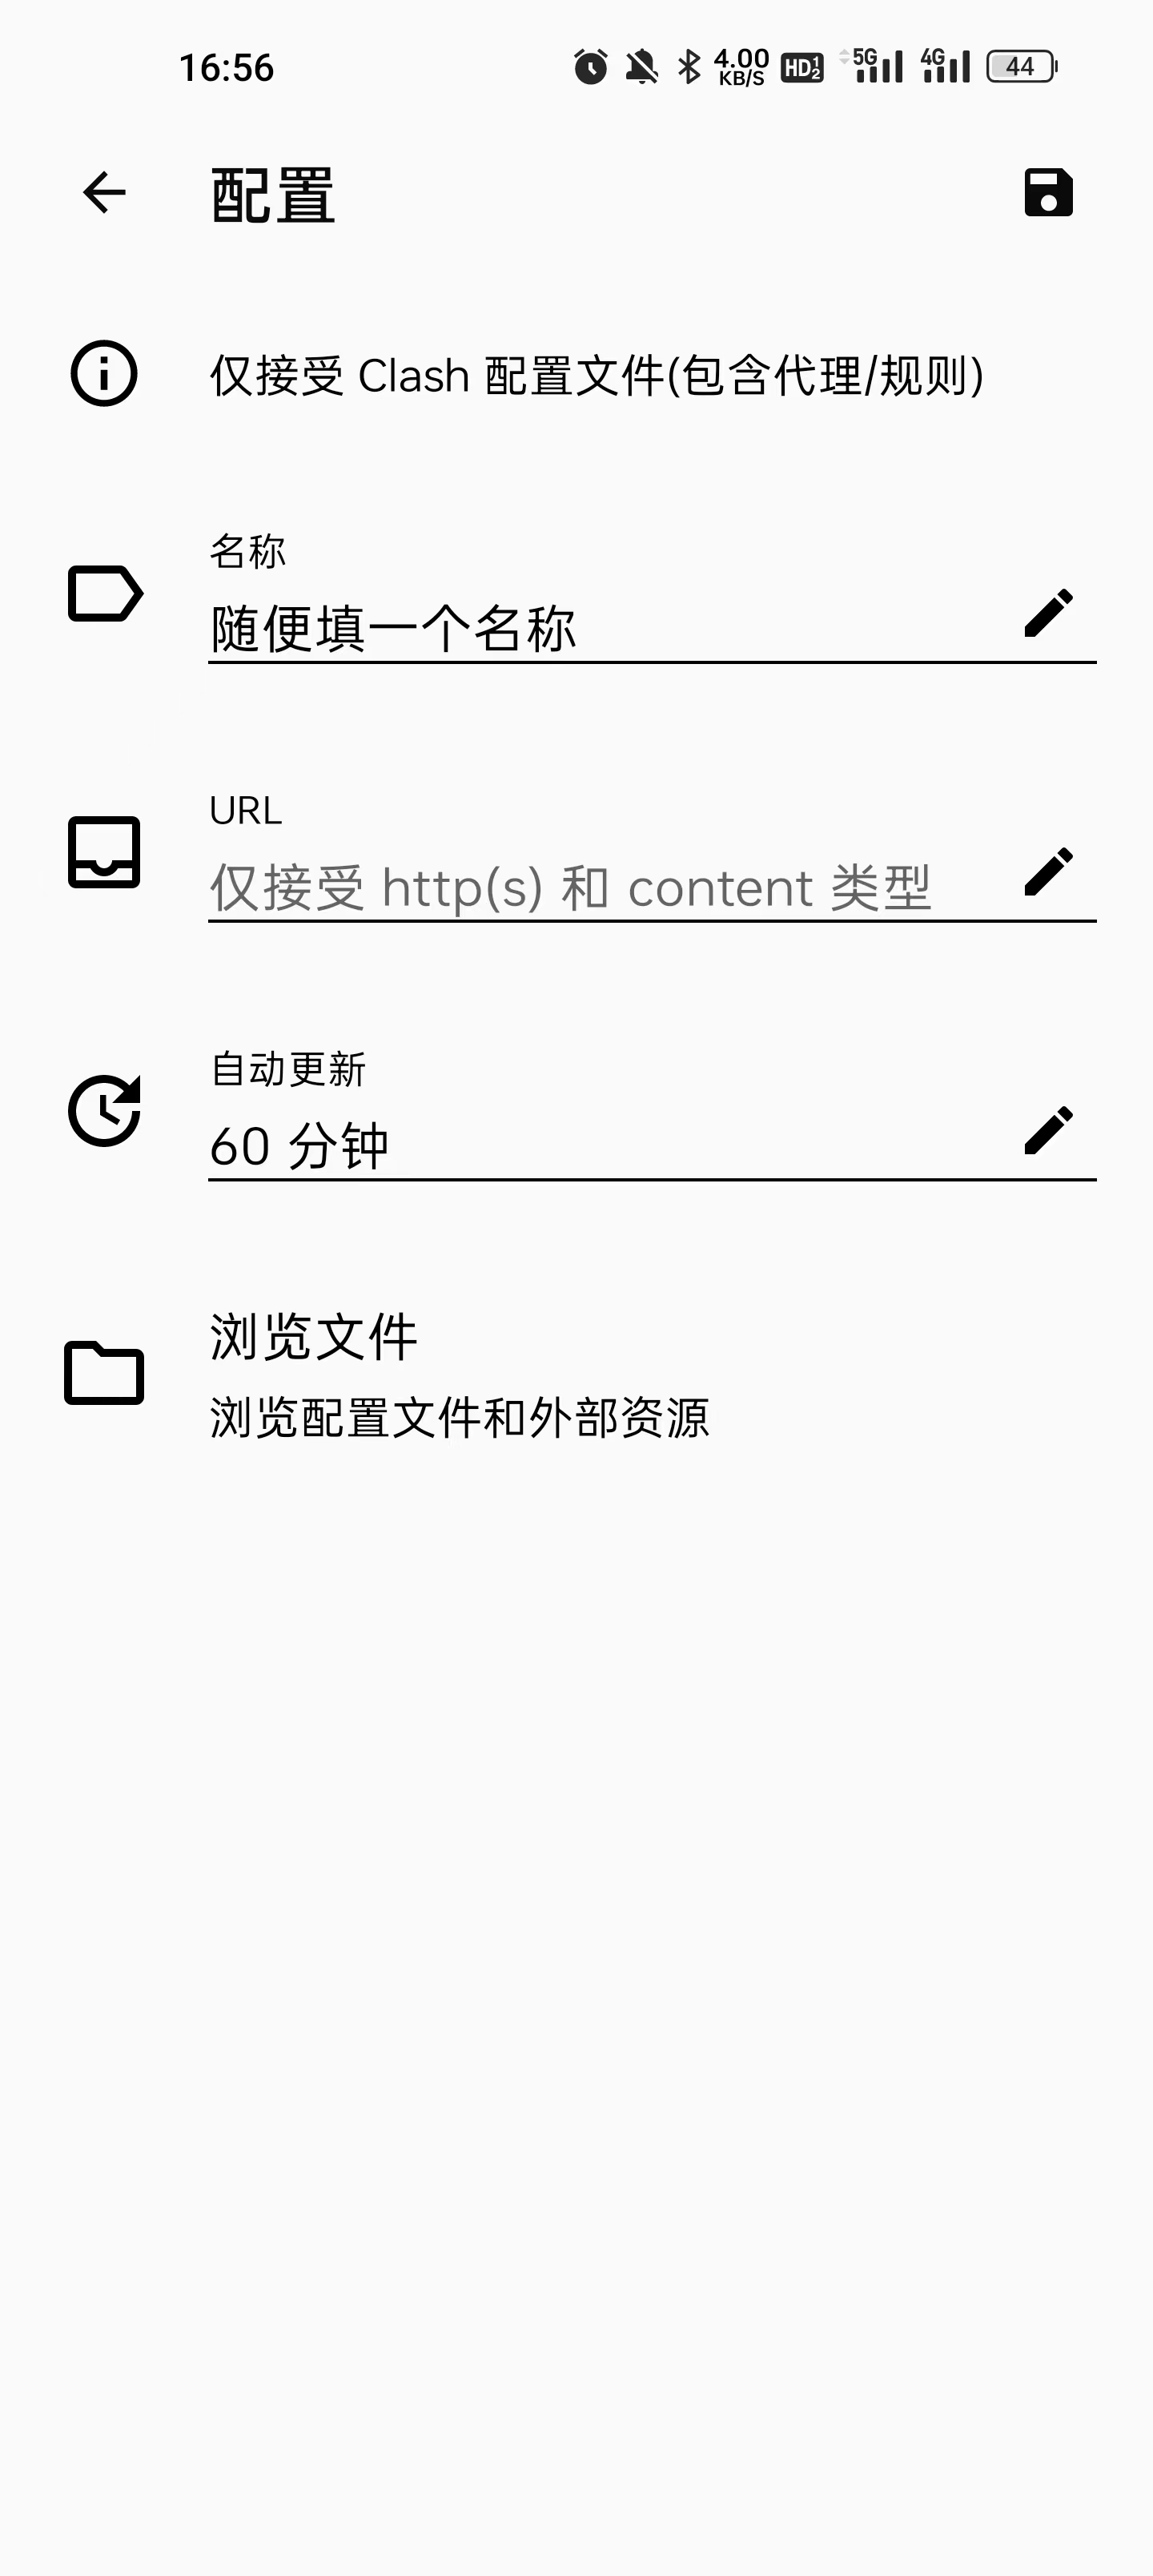 16:56 4.00 KB/S HD 1 2 5G 4G 44
配置
仅接受 Clash 配置文件(包含代理/规则)
名称
随便填一个名称
URL
仅接受 http(s) 和 content 类型
自动更新
60 分钟
浏览文件
浏览配置文件和外部资源